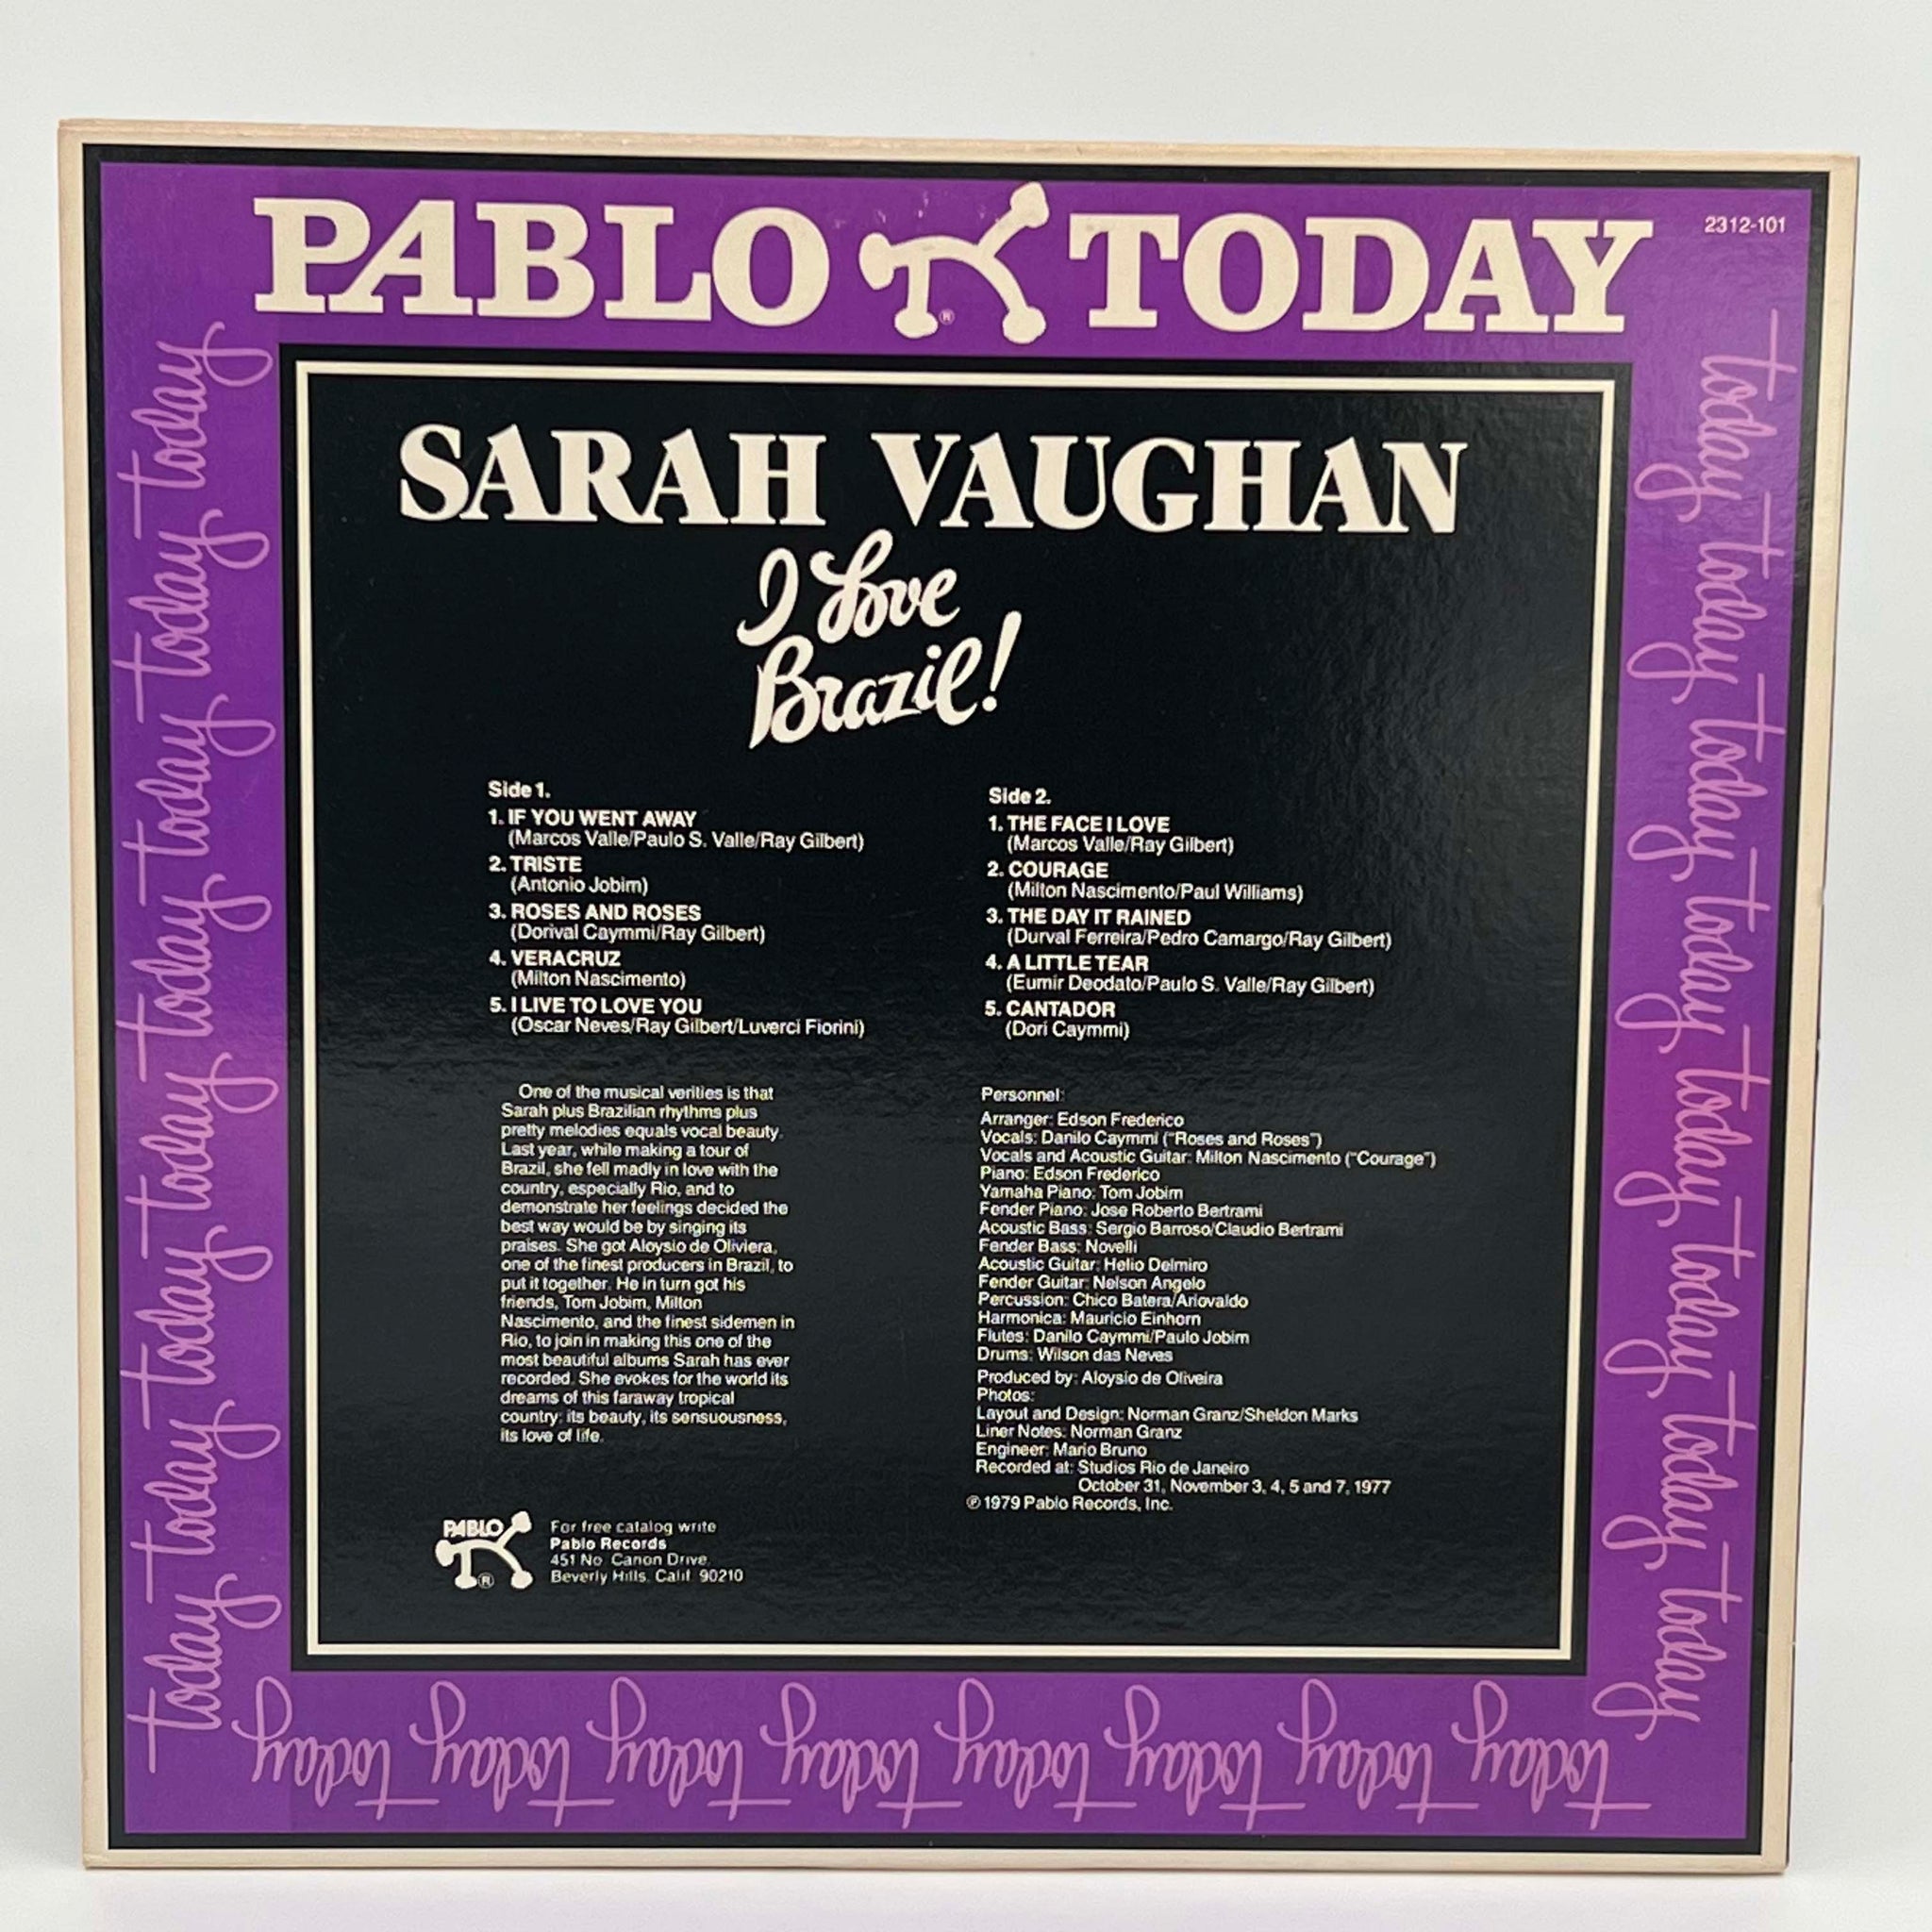 PABLO TODAY
®
2312-101
SARAH VAUGHAN
I Love
Brazil!
Side 1.
1. IF YOU WENT AWAY
(Marcos Valle/Paulo S. Valle/Ray Gilbert)
2. TRISTE
(Antonio Jobim)
3. ROSES AND ROSES
(Dorival Caymmi/Ray Gilbert)
4. VERACRUZ
(Milton Nascimento)
5. I LIVE TO LOVE YOU
(Oscar Neves/Ray Gilbert/Luverci Fiorini)
Side 2.
1. THE FACE I LOVE
(Marcos Valle/Ray Gilbert)
2. COURAGE
(Milton Nascimento/Paul Williams)
3. THE DAY IT RAINED
(Durval Ferreira/Pedro Camargo/Ray Gilbert)
4. A LITTLE TEAR
(Eumir Deodato/Paulo S. Valle/Ray Gilbert)
5. CANTADOR
(Dori Caymmi)
One of the musical verities is that
Sarah plus Brazilian rhythms plus
pretty melodies equals vocal beauty.
Last year, while making a tour of
Brazil, she fell madly in love with the
country, especially Rio, and to
demonstrate her feelings decided the
best way would be by singing its
praises. She got Aloysio de Oliviera,
one of the finest producers in Brazil, to
put it together. He in turn got his
friends, Tom Jobim, Milton
Nascimento, and the finest sidemen in
Rio, to join in making this one of the
most beautiful albums Sarah has ever
recorded. She evokes for the world its
dreams of this faraway tropical
country: its beauty, its sensuousness,
its love of life.
Personnel:
Arranger: Edson Frederico
Vocals: Danilo Caymmi ("Roses and Roses")
Vocals and Acoustic Guitar: Milton Nascimento ("Courage")
Piano: Edson Frederico
Yamaha Piano: Tom Jobim
Fender Piano: Jose Roberto Bertrami
Acoustic Bass: Sergio Barroso/Claudio Bertrami
Fender Bass: Novelli
Acoustic Guitar: Helio Delmiro
Fender Guitar: Nelson Angelo
Percussion: Chico Batera/Ariovaldo
Harmonica: Mauricio Einhorn
Flutes: Danilo Caymmi/Paulo Jobim
Drums: Wilson das Neves
Produced by: Aloysio de Oliveira
Photos:
Layout and Design: Norman Granz/Sheldon Marks
Liner Notes: Norman Granz
Engineer: Mario Bruno
Recorded at: Studios Rio de Janeiro
October 31, November 3, 4, 5 and 7, 1977
℗ 1979 Pablo Records, Inc.
PABLO
®
For free catalog write
Pablo Records
451 No. Canon Drive,
Beverly Hills, Calif. 90210
today today today today today today today today
today today today today today today today today
today today today today today today today today